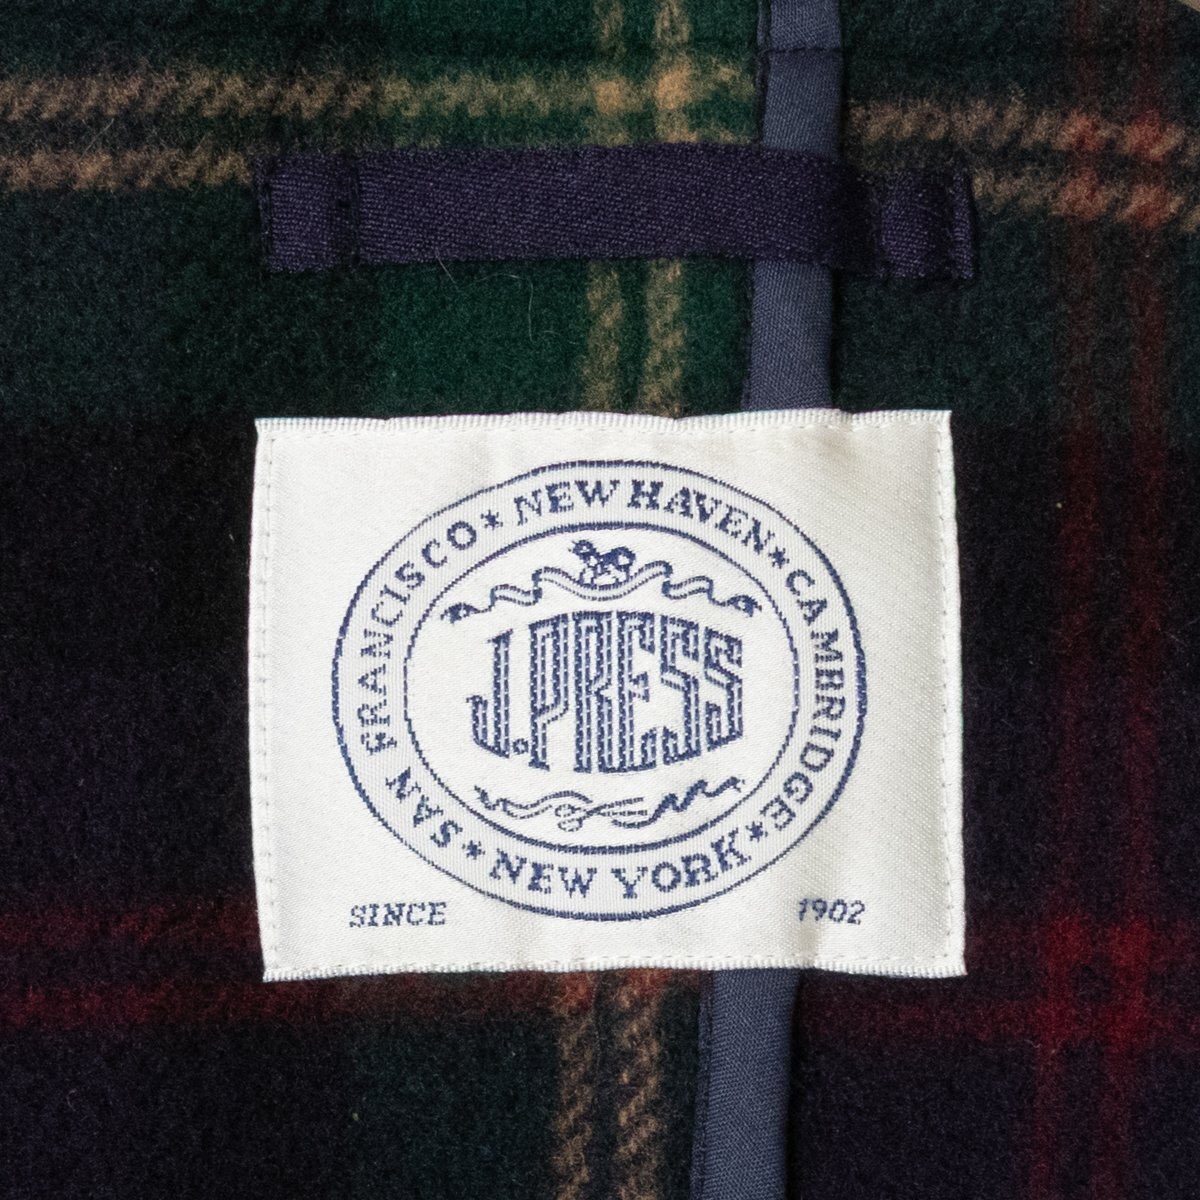 NEW HAVEN * CAMBRIDGE * NEW YORK * SAN FRANCISCO *
J.PRESS
SINCE 1902